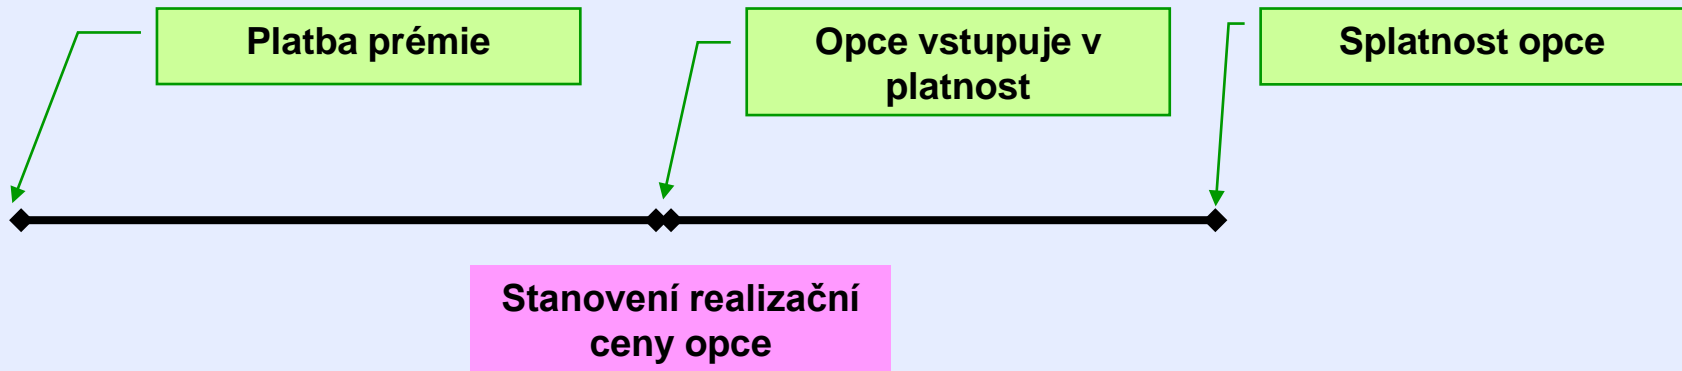 Platba prémie
Opce vstupuje v
platnost
Splatnost opce
Stanovení realizační
ceny opce